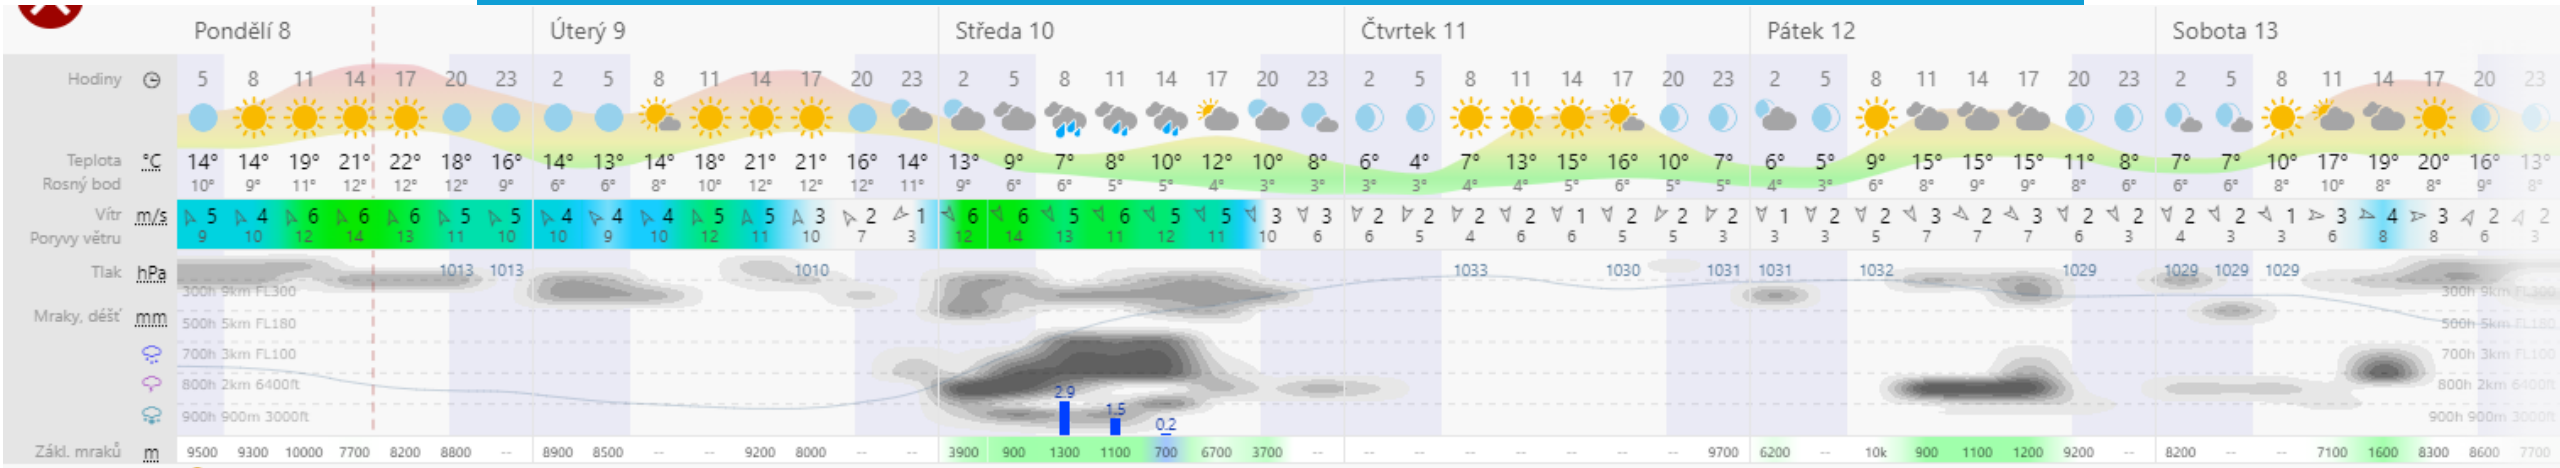 Pondělí 8 Úterý 9 Středa 10 Čtvrtek 11 Pátek 12 Sobota 13
Hodiny 5 8 11 14 17 20 23 2 5 8 11 14 17 20 23 2 5 8 11 14 17 20 23 2 5 8 11 14 17 20 23 2 5 8 11 14 17 20 23 2 5 8 11 14 17 20 23
Teplota °C 14° 14° 19° 21° 22° 18° 16° 14° 13° 14° 18° 21° 21° 16° 14° 13° 9° 7° 8° 10° 12° 10° 8° 6° 4° 7° 13° 15° 16° 10° 7° 6° 5° 9° 15° 15° 15° 11° 8° 7° 7° 10° 17° 19° 20° 16° 13°
Rosný bod 10° 9° 11° 12° 12° 12° 9° 6° 6° 8° 10° 12° 12° 12° 11° 9° 6° 6° 5° 5° 4° 3° 3° 3° 3° 4° 4° 5° 6° 5° 5° 4° 3° 6° 8° 9° 9° 8° 6° 6° 6° 8° 10° 8° 8° 9° 8°
Vítr m/s 5 4 6 6 6 5 5 4 4 4 5 5 3 2 1 6 6 5 6 5 5 3 3 2 2 2 2 1 2 2 2 1 2 2 3 2 3 2 2 2 2 1 3 4 3 2 2
Poryvy větru 9 10 12 14 13 11 10 10 9 10 12 11 10 7 3 12 14 13 11 12 11 10 6 6 5 4 6 6 5 5 3 3 3 5 7 7 7 6 3 4 3 3 6 8 8 6 3
Tlak hPa 1013 1013 1010 1033 1030 1031 1031 1032 1029 1029 1029 1029
300h 9km FL300 300h 9km FL300
Mraky, déšť mm
500h 5km FL180 500h 5km FL180
700h 3km FL100 700h 3km FL100
800h 2km 6400ft 800h 2km 6400ft
2.9
1.5
0.2
900h 900m 3000ft 900h 900m 3000ft
Zákl. mraků m 9500 9300 10000 7700 8200 8800 -- 8900 8500 -- -- 9200 8000 -- -- 3900 900 1300 1100 700 6700 3700 -- -- -- -- -- -- -- -- 9700 6200 -- 10k 900 1100 1200 9200 -- 8200 -- -- 7100 1600 8300 8600 7700